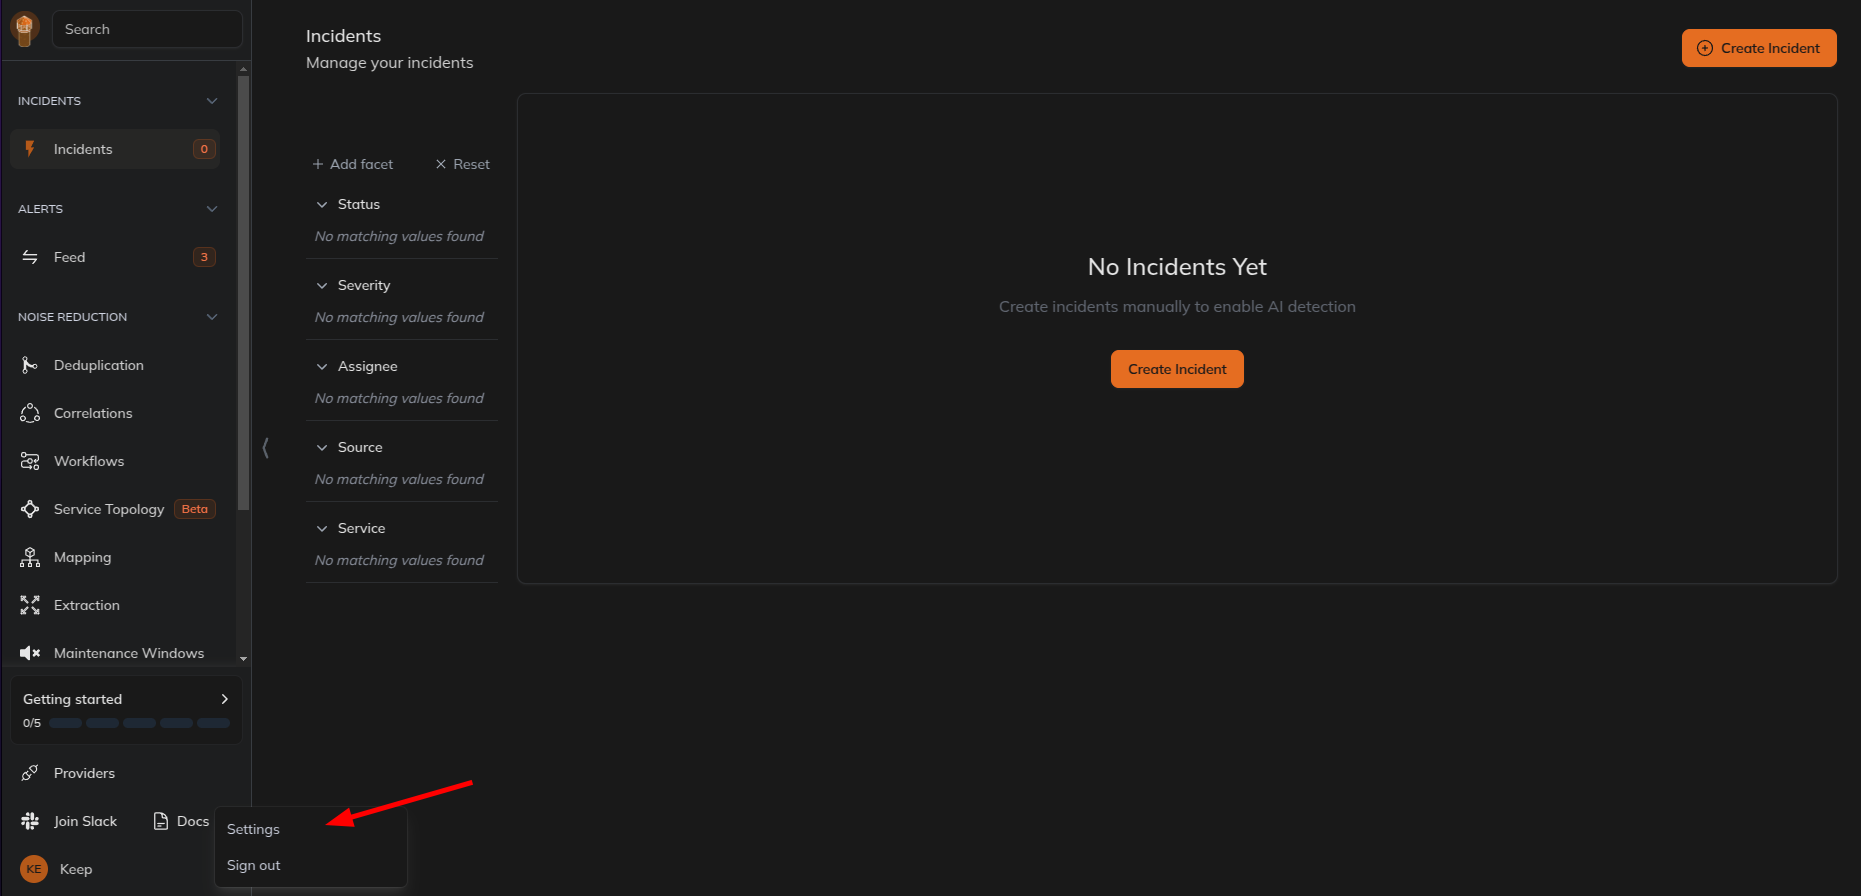 Search
INCIDENTS
Incidents 0
ALERTS
Feed 3
NOISE REDUCTION
Deduplication
Correlations
Workflows
Service Topology Beta
Mapping
Extraction
Maintenance Windows
Getting started
0/5
Providers
Join Slack Docs
KE Keep
Settings
Sign out
Incidents
Manage your incidents
Create Incident
Add facet Reset
Status
No matching values found
Severity
No matching values found
Assignee
No matching values found
Source
No matching values found
Service
No matching values found
No Incidents Yet
Create incidents manually to enable AI detection
Create Incident